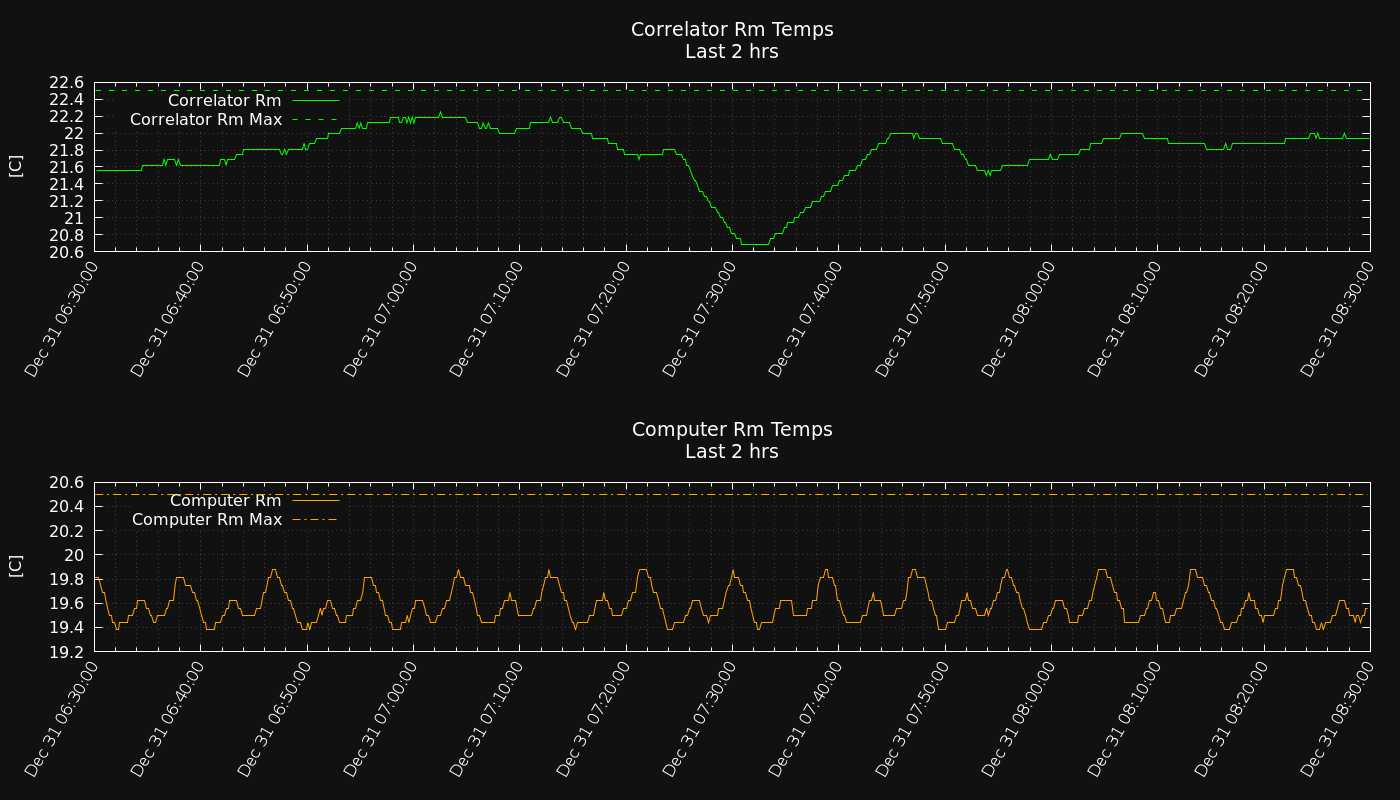 Correlator Rm Temps
Last 2 hrs
22.6
22.4
22.2
22
21.8
21.6
21.4
21.2
21
20.8
20.6
[C]
Correlator Rm
Correlator Rm Max
Dec 31 06:30:00
Dec 31 06:40:00
Dec 31 06:50:00
Dec 31 07:00:00
Dec 31 07:10:00
Dec 31 07:20:00
Dec 31 07:30:00
Dec 31 07:40:00
Dec 31 07:50:00
Dec 31 08:00:00
Dec 31 08:10:00
Dec 31 08:20:00
Dec 31 08:30:00
Computer Rm Temps
Last 2 hrs
20.6
20.4
20.2
20
19.8
19.6
19.4
19.2
[C]
Computer Rm
Computer Rm Max
Dec 31 06:30:00
Dec 31 06:40:00
Dec 31 06:50:00
Dec 31 07:00:00
Dec 31 07:10:00
Dec 31 07:20:00
Dec 31 07:30:00
Dec 31 07:40:00
Dec 31 07:50:00
Dec 31 08:00:00
Dec 31 08:10:00
Dec 31 08:20:00
Dec 31 08:30:00